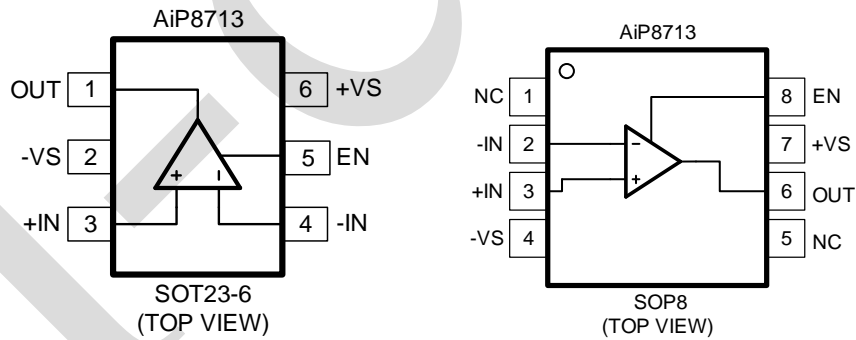 AiP8713
OUT 1 6 +VS
-VS 2 5 EN
+IN 3 4 -IN
+ -
SOT23-6
(TOP VIEW)
AiP8713
NC 1 8 EN
-IN 2 7 +VS
+IN 3 6 OUT
-VS 4 5 NC
-
+
SOP8
(TOP VIEW)